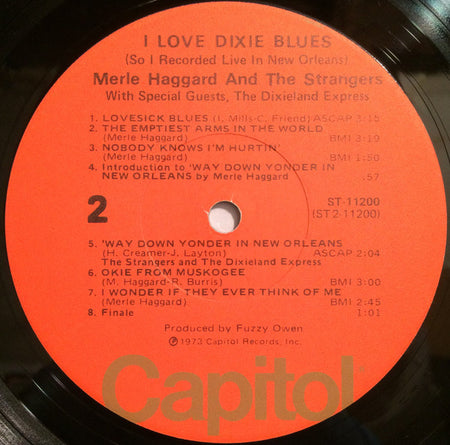 I LOVE DIXIE BLUES
(So I Recorded Live In New Orleans)
Merle Haggard And The Strangers
With Special Guests, The Dixieland Express
1. LOVESICK BLUES (I. Mills-C. Friend) ASCAP 3:15
2. THE EMPTIEST ARMS IN THE WORLD
(Merle Haggard) BMI 3:19
3. NOBODY KNOWS I'M HURTIN'
(Merle Haggard) BMI 1:50
4. Introduction to 'WAY DOWN YONDER IN
NEW ORLEANS by Merle Haggard :57
2
ST-11200
(ST2-11200)
5. 'WAY DOWN YONDER IN NEW ORLEANS
(H. Creamer-J. Layton) ASCAP 2:04
The Strangers and The Dixieland Express
6. OKIE FROM MUSKOGEE
(M. Haggard-R. Burris) BMI 3:00
7. I WONDER IF THEY EVER THINK OF ME
(Merle Haggard) BMI 2:45
8 Finale 1:01
Produced by Fuzzy Owen
℗1973 Capitol Records, Inc.
Capitol